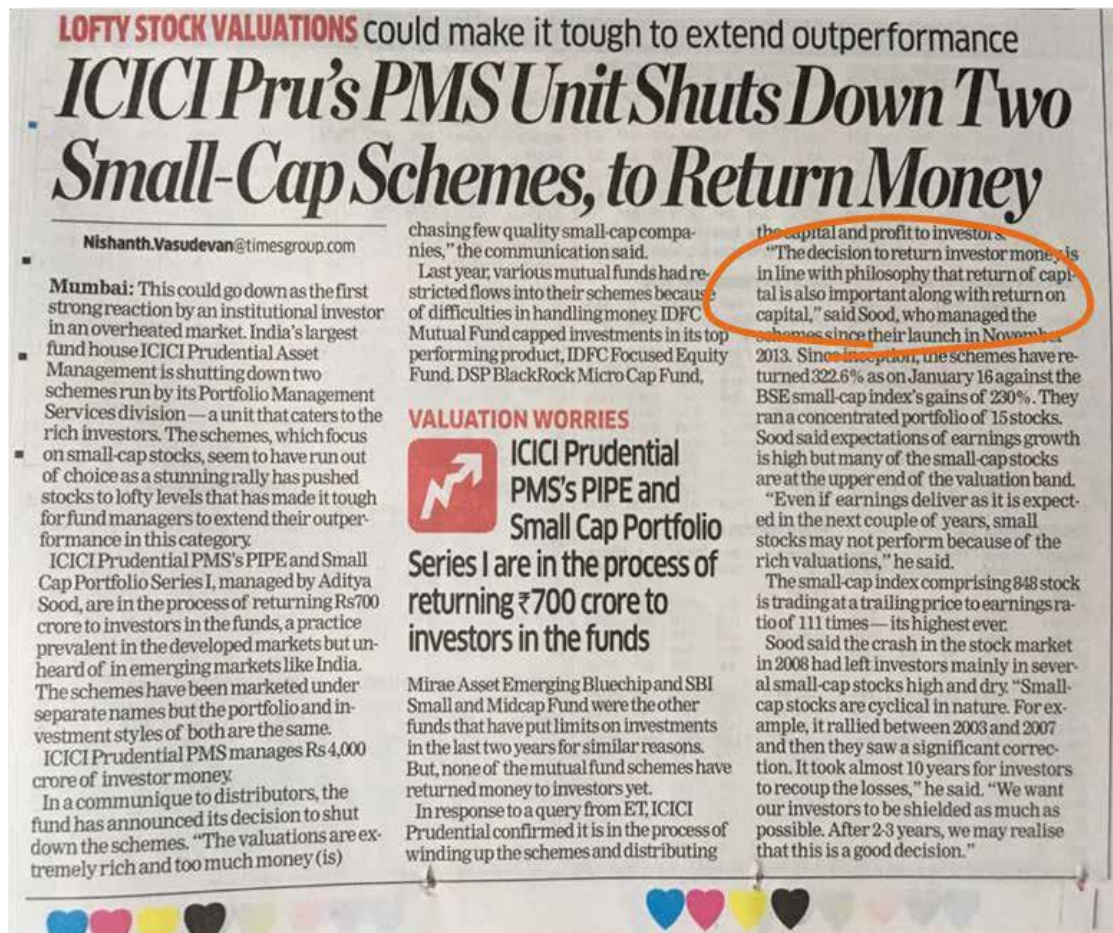 LOFTY STOCK VALUATIONS could make it tough to extend outperformance
ICICI Pru's PMS Unit Shuts Down Two
Small-Cap Schemes, to Return Money
Nishanth.Vasudevan@timesgroup.com
Mumbai: This could go down as the first
strong reaction by an institutional investor
in an overheated market. India's largest
fund house ICICI Prudential Asset
Management is shutting down two
schemes run by its Portfolio Management
Services division — a unit that caters to the
rich investors. The schemes, which focus
on small-cap stocks, seem to have run out
of choice as a stunning rally has pushed
stocks to lofty levels that has made it tough
for fund managers to extend their outper-
formance in this category.
ICICI Prudential PMS's PIPE and Small
Cap Portfolio Series I, managed by Aditya
Sood, are in the process of returning Rs700
crore to investors in the funds, a practice
prevalent in the developed markets but un-
heard of in emerging markets like India.
The schemes have been marketed under
separate names but the portfolio and in-
vestment styles of both are the same.
ICICI Prudential PMS manages Rs 4,000
crore of investor money.
In a communique to distributors, the
fund has announced its decision to shut
down the schemes. "The valuations are ex-
tremely rich and too much money (is)
chasing few quality small-cap compa-
nies," the communication said.
Last year, various mutual funds had re-
stricted flows into their schemes because
of difficulties in handling money. IDFC
Mutual Fund capped investments in its top
performing product, IDFC Focused Equity
Fund. DSP BlackRock Micro Cap Fund,
VALUATION WORRIES
ICICI Prudential
PMS's PIPE and
Small Cap Portfolio
Series I are in the process of
returning ₹700 crore to
investors in the funds
Mirae Asset Emerging Bluechip and SBI
Small and Midcap Fund were the other
funds that have put limits on investments
in the last two years for similar reasons.
But, none of the mutual fund schemes have
returned money to investors yet.
In response to a query from ET, ICICI
Prudential confirmed it is in the process of
winding up the schemes and distributing
the capital and profit to investors.
"The decision to return investor money is
in line with philosophy that return of capi-
tal is also important along with return on
capital," said Sood, who managed the
schemes since their launch in November
2013. Since inception, the schemes have re-
turned 322.6% as on January 16 against the
BSE small-cap index's gains of 230%. They
ran a concentrated portfolio of 15 stocks.
Sood said expectations of earnings growth
is high but many of the small-cap stocks
are at the upper end of the valuation band.
"Even if earnings deliver as it is expect-
ed in the next couple of years, small
stocks may not perform because of the
rich valuations," he said.
The small-cap index comprising 848 stock
is trading at a trailing price to earnings ra-
tio of 111 times — its highest ever.
Sood said the crash in the stock market
in 2008 had left investors mainly in sever-
al small-cap stocks high and dry. "Small-
cap stocks are cyclical in nature. For ex-
ample, it rallied between 2003 and 2007
and then they saw a significant correc-
tion. It took almost 10 years for investors
to recoup the losses," he said. "We want
our investors to be shielded as much as
possible. After 2-3 years, we may realise
that this is a good decision."